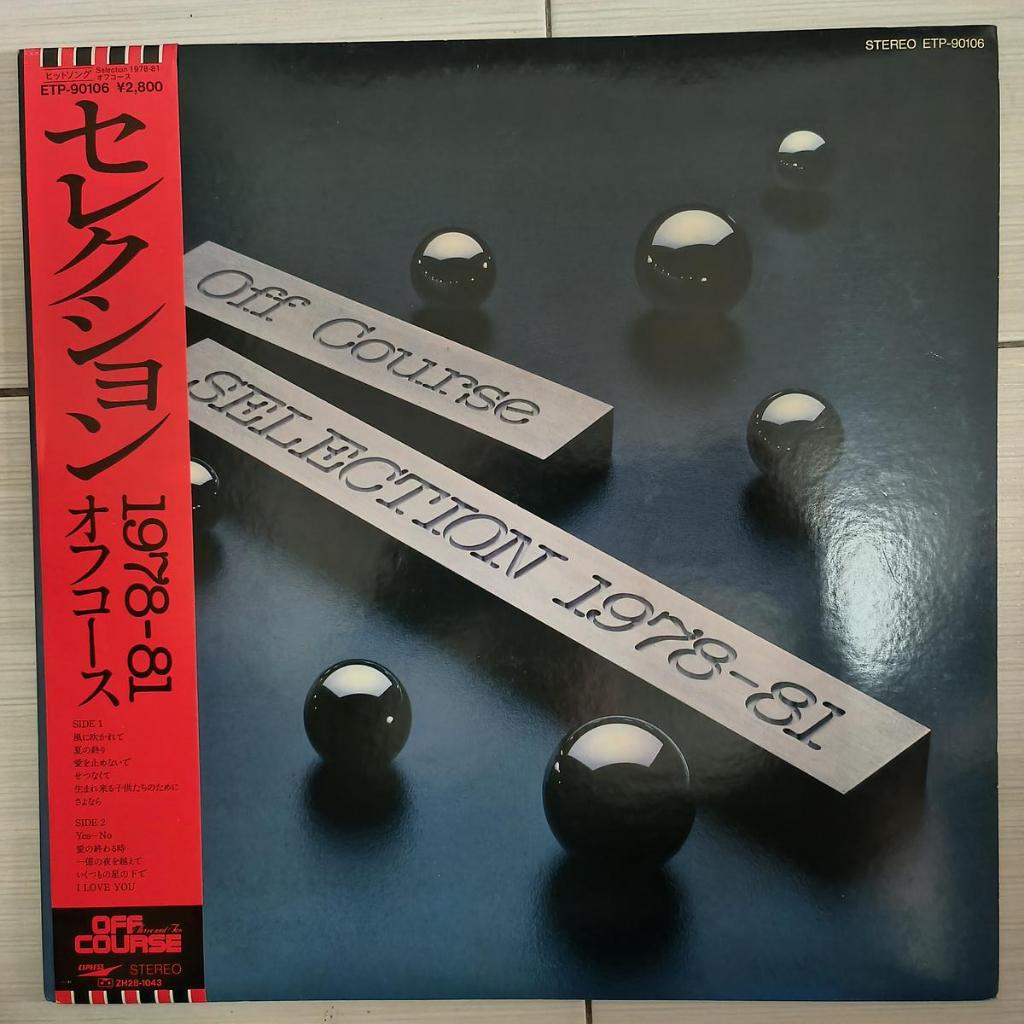 STEREO ETP-90106
ヒットソング
Selection 1978-81
オフコース
ETP-90106 ¥2,800
セレクション
1978-81
オフコース
Off Course
SELECTION 1978-81
SIDE 1
風に吹かれて
夏の終り
愛を止めないで
せつなくて
生まれ来る子供たちのために
さよなら
SIDE 2
Yes-No
愛の終わる時
一億の夜を越えて
いくつもの星の下で
I LOVE YOU
OFF
COURSE
Three and Two
EXPRESS
STEREO
ZH28-1043